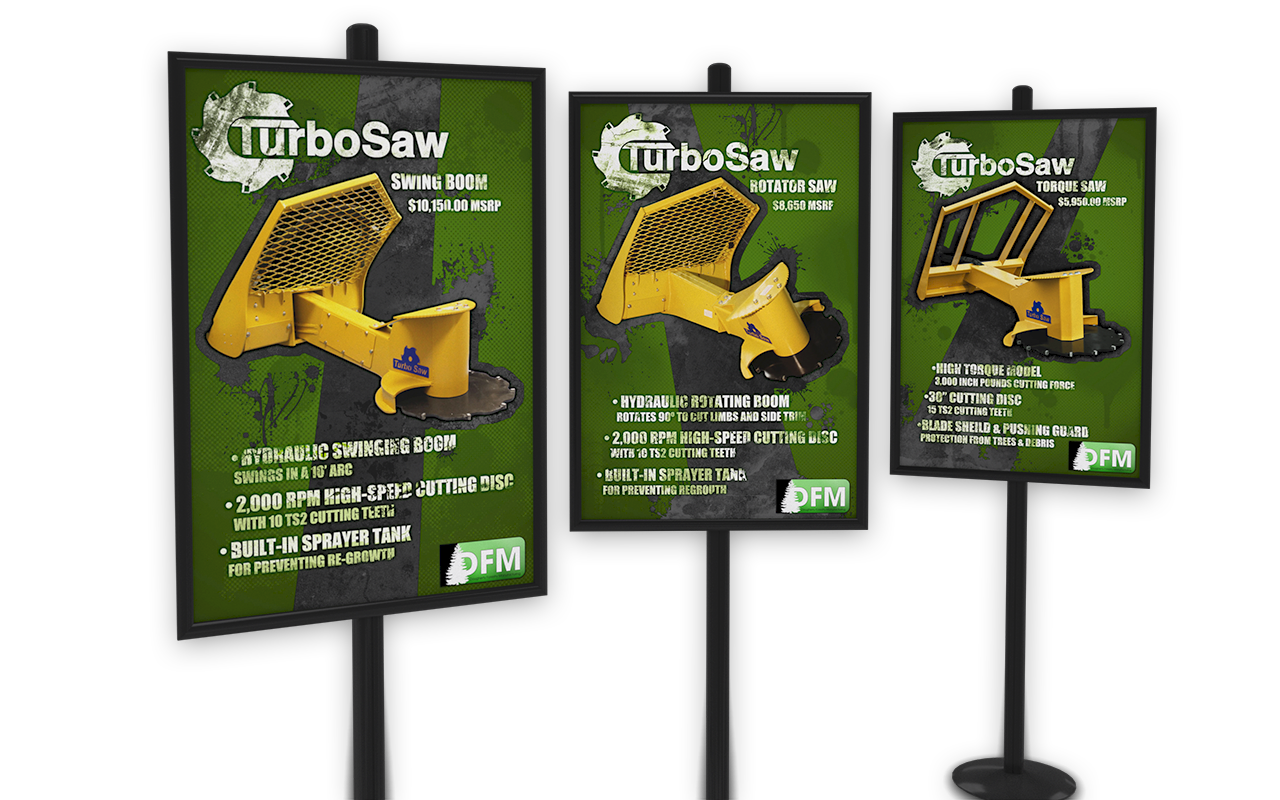 TurboSaw
SWING BOOM
$10,150.00 MSRP
Turbo Saw
• HYDRAULIC SWINGING BOOM
SWINGS IN A 10' ARC
• 2,000 RPM HIGH-SPEED CUTTING DISC
WITH 10 TS2 CUTTING TEETH
• BUILT-IN SPRAYER TANK
FOR PREVENTING RE-GROWTH
DFM
TurboSaw
ROTATOR SAW
$8,650 MSRP
• HYDRAULIC ROTATING BOOM
ROTATES 90° TO CUT LIMBS AND SIDE TRIM
• 2,000 RPM HIGH-SPEED CUTTING DISC
WITH 10 TS2 CUTTING TEETH
• BUILT-IN SPRAYER TANK
FOR PREVENTING REGROUTH
DFM
TurboSaw
TORQUE SAW
$5,950.00 MSRP
Turbo Saw
•HIGH TORQUE MODEL
3,000 INCH POUNDS CUTTING FORCE
•30" CUTTING DISC
15 TS2 CUTTING TEETH
•BLADE SHEILD & PUSHING GUARD
PROTECTION FROM TREES & DEBRIS
DFM